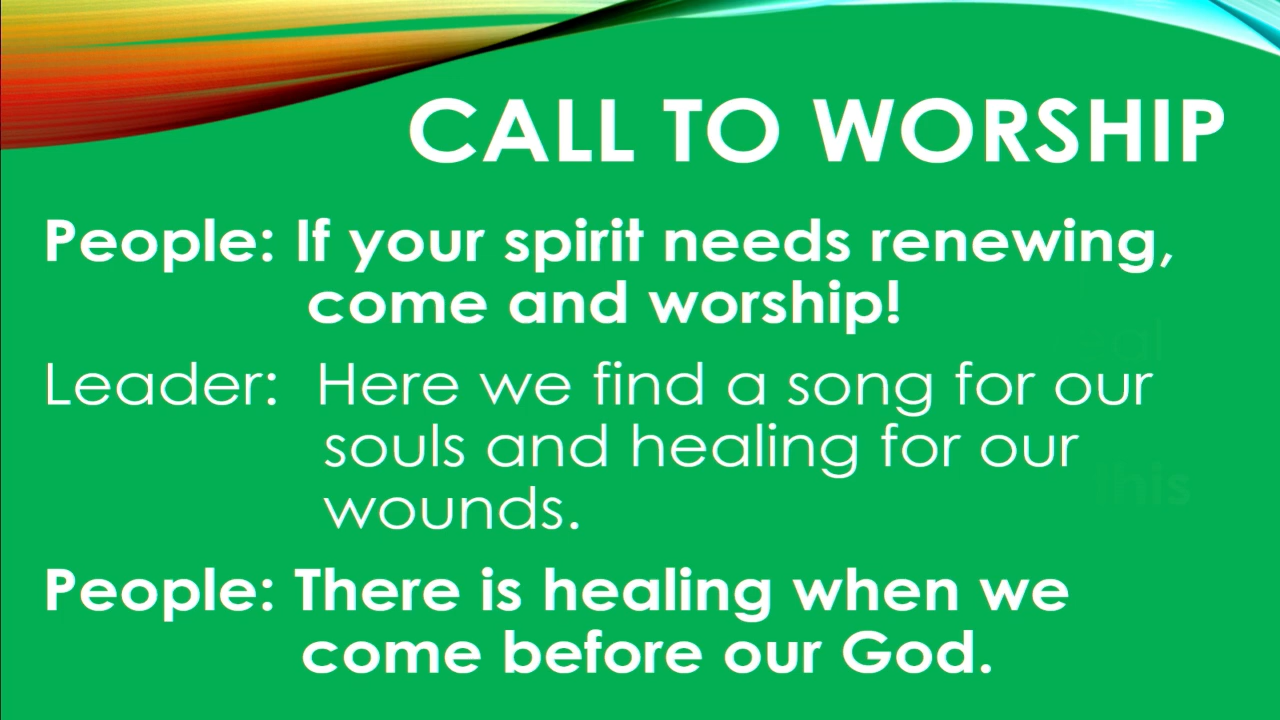 CALL TO WORSHIP
People: If your spirit needs renewing,
come and worship!
Leader: Here we find a song for our
souls and healing for our
wounds.
People: There is healing when we
come before our God.